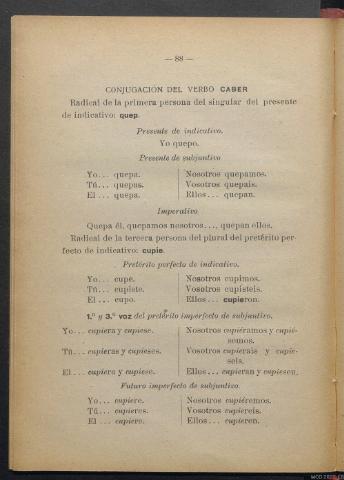 — 88 —
CONJUGACIÓN DEL VERBO CABER
Radical de la primera persona del singular del presente
de indicativo: quep.
Presente de indicativo.
Yo quepo.
Presente de subjuntivo
Yo... quepa. Nosotros quepamos.
Tú... quepas. Vosotros quepais.
El... quepa. Ellos... quepan.
Imperativo
Quepa él, quepamos nosotros..., quepan ellos.
Radical de la tercera persona del plural del pretérito per-
fecto de indicativo: cupie.
Pretérito perfecto de indicativo.
Yo... cupe. Nosotros cupimos.
Tú... cupiste. Vosotros cupísteis.
El... cupo. Ellos... cupieron.
1.ª y 3.ª voz del pretérito imperfecto de subjuntivo.
Yo... cupiera y cupiese. Nosotros cupiéramos y cupié-
semos.
Tú... cupieras y cupieses. Vosotros cupierais y cupie-
seis.
El... cupiera y cupiese. Ellos... cupieran y cupiesen.
Futuro imperfecto de subjuntivo.
Yo... cupiere. Nosotros cupiéremos.
Tú... cupieres. Vosotros cupiereis.
El... cupiere. Ellos... cupieren.